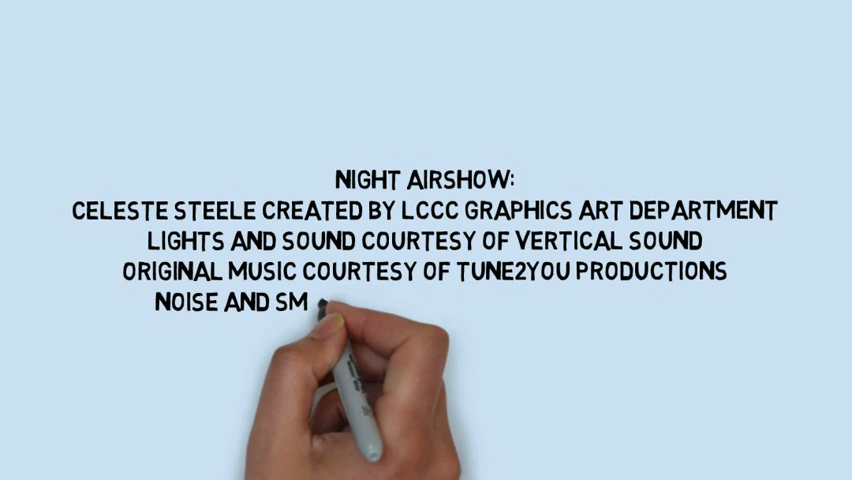 NIGHT AIRSHOW:
CELESTE STEELE CREATED BY LCCC GRAPHICS ART DEPARTMENT
LIGHTS AND SOUND COURTESY OF VERTICAL SOUND
ORIGINAL MUSIC COURTESY OF TUNE2YOU PRODUCTIONS
NOISE AND SM